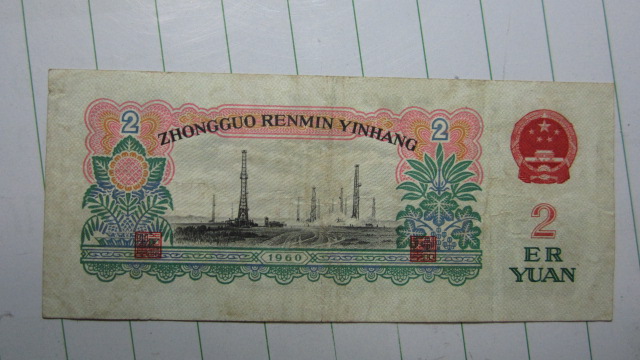 2
ZHONGGUO RENMIN YINHANG
2
2
ER
YUAN
1960